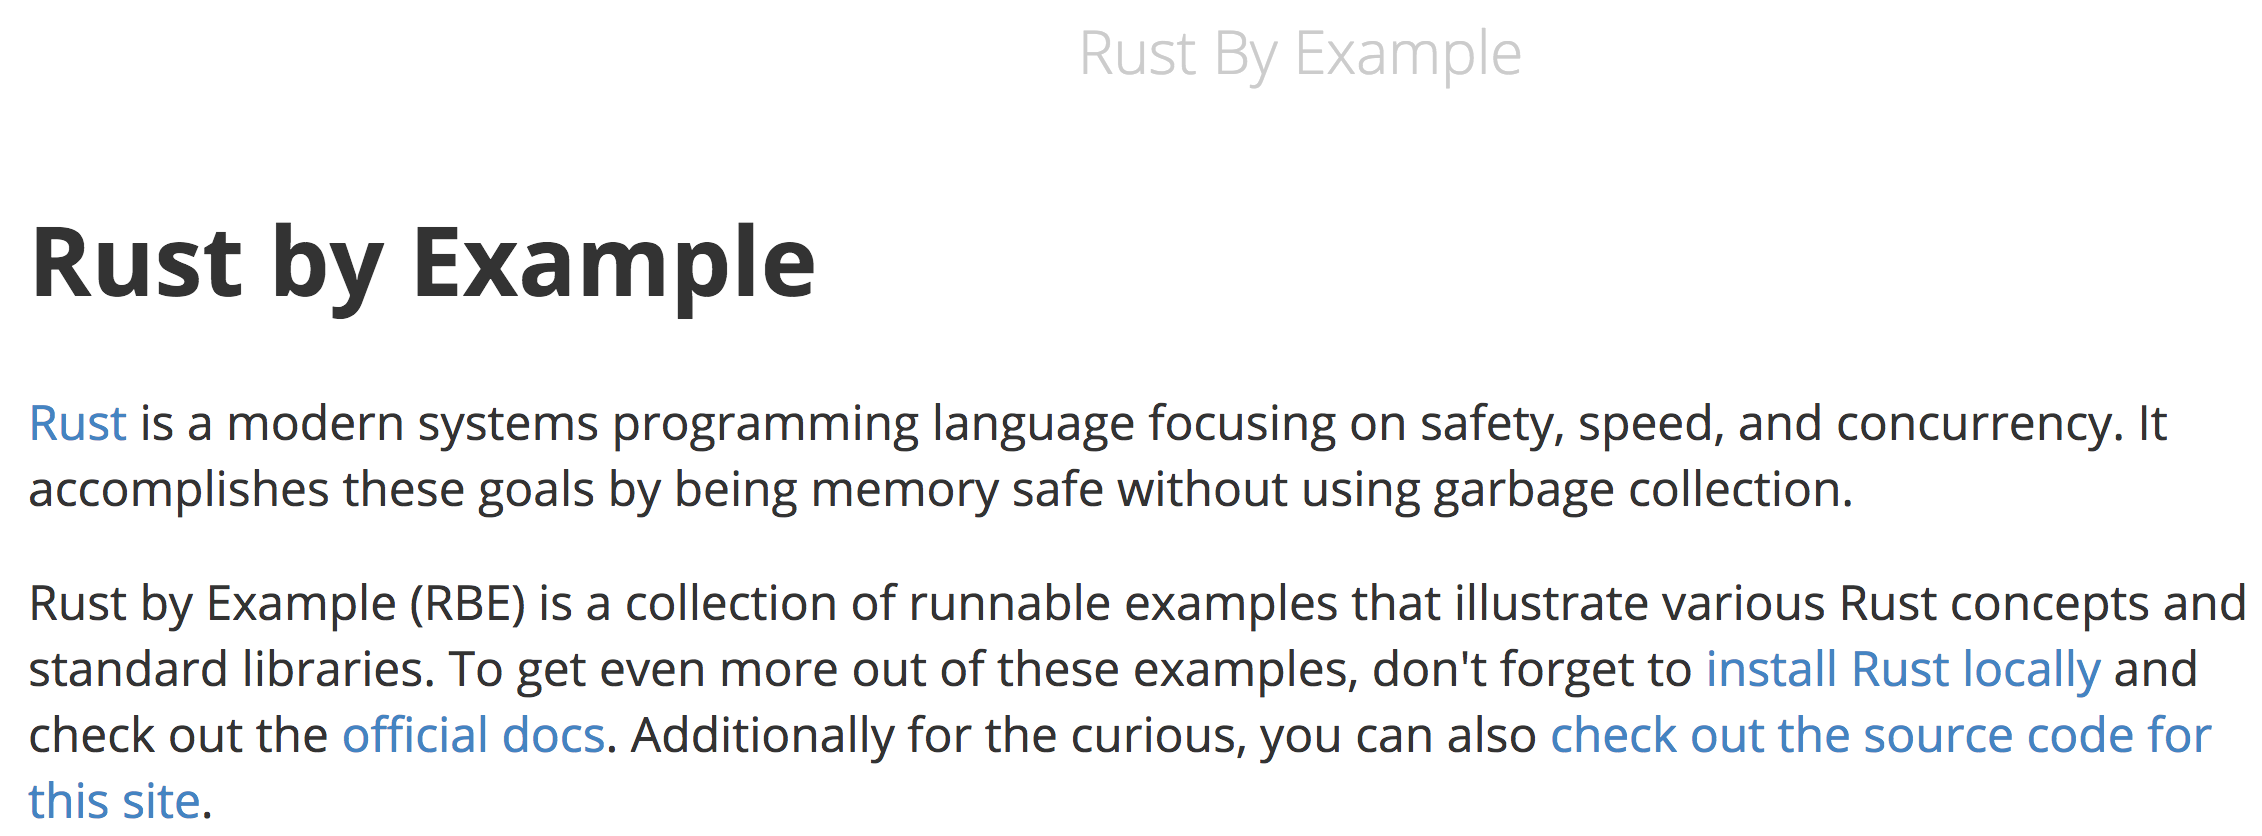 Rust By Example
Rust by Example
Rust is a modern systems programming language focusing on safety, speed, and concurrency. It
accomplishes these goals by being memory safe without using garbage collection.
Rust by Example (RBE) is a collection of runnable examples that illustrate various Rust concepts and
standard libraries. To get even more out of these examples, don't forget to install Rust locally and
check out the official docs. Additionally for the curious, you can also check out the source code for
this site.